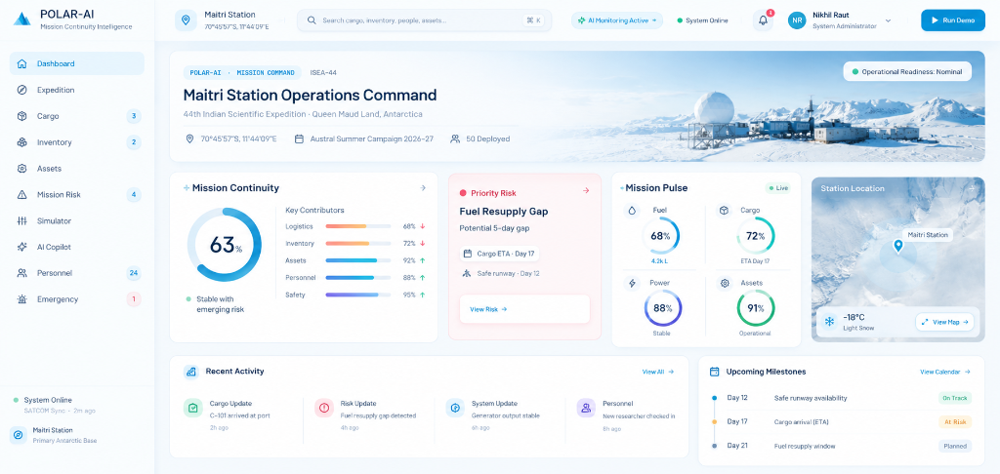 POLAR-AI
Mission Continuity Intelligence
Maitri Station
70°45'57"S, 11°44'09"E
Search cargo, inventory, people, assets...
⌘ K
AI Monitoring Active
System Online
3
NR
Nikhil Raut
System Administrator
Run Demo
Dashboard
Expedition
Cargo 3
Inventory 2
Assets
Mission Risk 4
Simulator
AI Copilot
Personnel 24
Emergency 1
System Online
SATCOM Sync - 2m ago
Maitri Station
Primary Antarctic Base
POLAR-AI · MISSION COMMAND
ISEA-44
Operational Readiness: Nominal
Maitri Station Operations Command
44th Indian Scientific Expedition · Queen Maud Land, Antarctica
70°45'57"S, 11°44'09"E
Austral Summer Campaign 2026-27
50 Deployed
Mission Continuity →
63%
Stable with
emerging risk
Key Contributors
Logistics 68% ↓
Inventory 72% ↓
Assets 92% ↑
Personnel 88% ↑
Safety 95% ↑
Priority Risk →
Fuel Resupply Gap
Potential 5-day gap
Cargo ETA · Day 17
Safe runway · Day 12
View Risk →
Mission Pulse
Live
Fuel
68%
4.2k L
Cargo
72%
ETA Day 17
Power
88%
Stable
Assets
91%
Operational
Station Location
Maitri Station
-18°C
Light Snow
View Map →
Recent Activity
View All →
Cargo Update
C-101 arrived at port
2h ago
Risk Update
Fuel resupply gap detected
4h ago
System Update
Generator output stable
6h ago
Personnel
New researcher checked in
8h ago
Upcoming Milestones
View Calendar →
Day 12 Safe runway availability On Track
Day 17 Cargo arrival (ETA) At Risk
Day 21 Fuel resupply window Planned